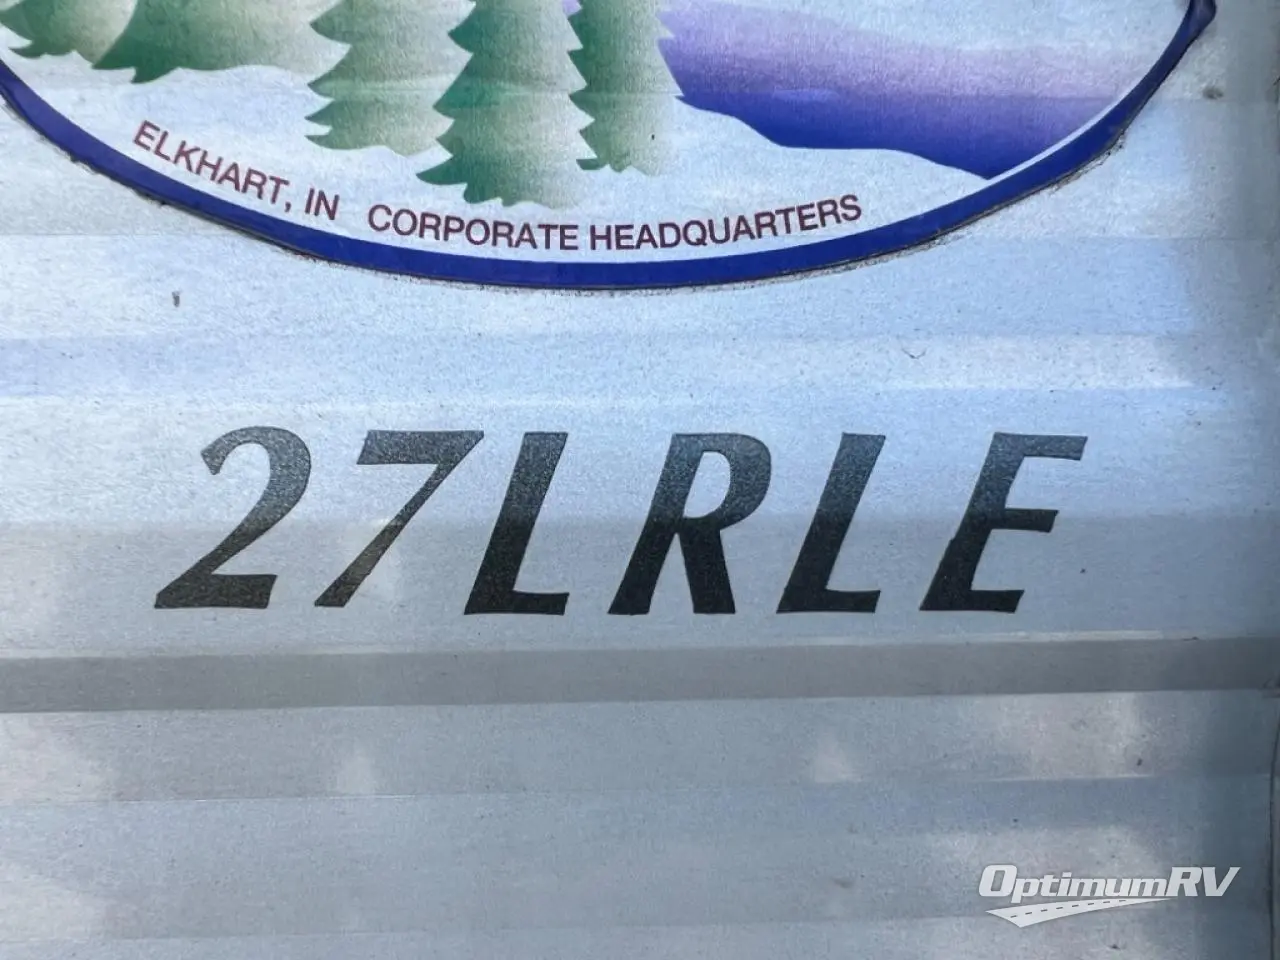 ELKHART, IN CORPORATE HEADQUARTERS
27LRLE
OptimumRV